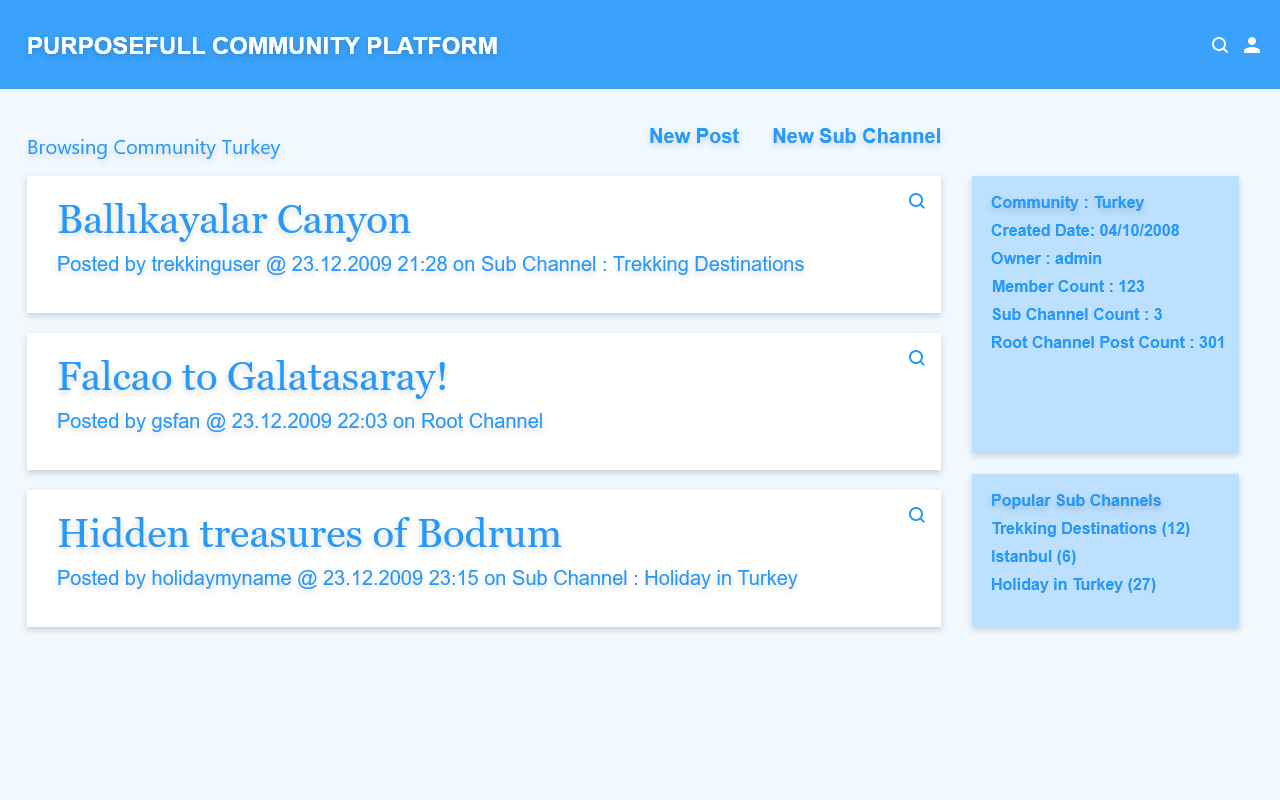 PURPOSEFULL COMMUNITY PLATFORM
Browsing Community Turkey
New Post
New Sub Channel
Ballıkayalar Canyon
Posted by trekkinguser @ 23.12.2009 21:28 on Sub Channel : Trekking Destinations
Falcao to Galatasaray!
Posted by gsfan @ 23.12.2009 22:03 on Root Channel
Hidden treasures of Bodrum
Posted by holidaymyname @ 23.12.2009 23:15 on Sub Channel : Holiday in Turkey
Community : Turkey
Created Date: 04/10/2008
Owner : admin
Member Count : 123
Sub Channel Count : 3
Root Channel Post Count : 301
Popular Sub Channels
Trekking Destinations (12)
Istanbul (6)
Holiday in Turkey (27)